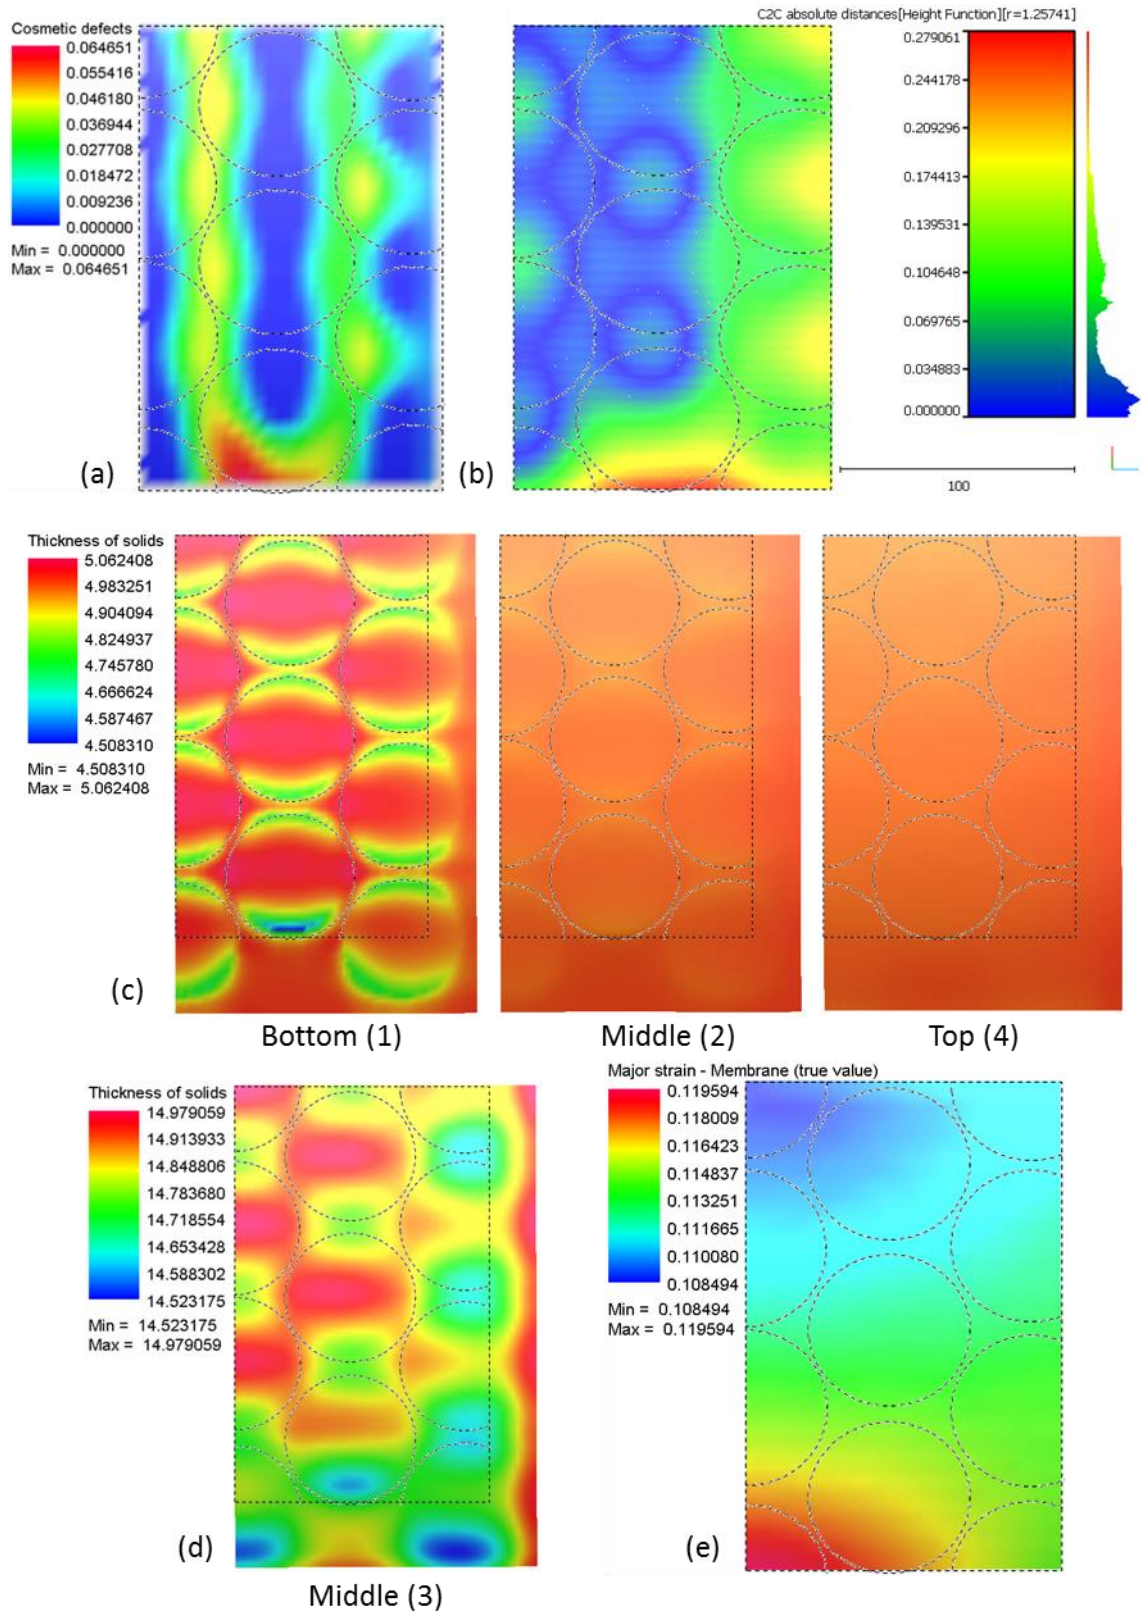 Cosmetic defects
0.064651
0.055416
0.046180
0.036944
0.027708
0.018472
0.009236
0.000000
Min = 0.000000
Max = 0.064651
(a)
(b)
C2C absolute distances[Height Function][r=1.25741]
0.279061
0.244178
0.209296
0.174413
0.139531
0.104648
0.069765
0.034883
0.000000
100
Thickness of solids
5.062408
4.983251
4.904094
4.824937
4.745780
4.666624
4.587467
4.508310
Min = 4.508310
Max = 5.062408
(c)
Bottom (1)
Middle (2)
Top (4)
Thickness of solids
14.979059
14.913933
14.848806
14.783680
14.718554
14.653428
14.588302
14.523175
Min = 14.523175
Max = 14.979059
(d)
Middle (3)
Major strain - Membrane (true value)
0.119594
0.118009
0.116423
0.114837
0.113251
0.111665
0.110080
0.108494
Min = 0.108494
Max = 0.119594
(e)